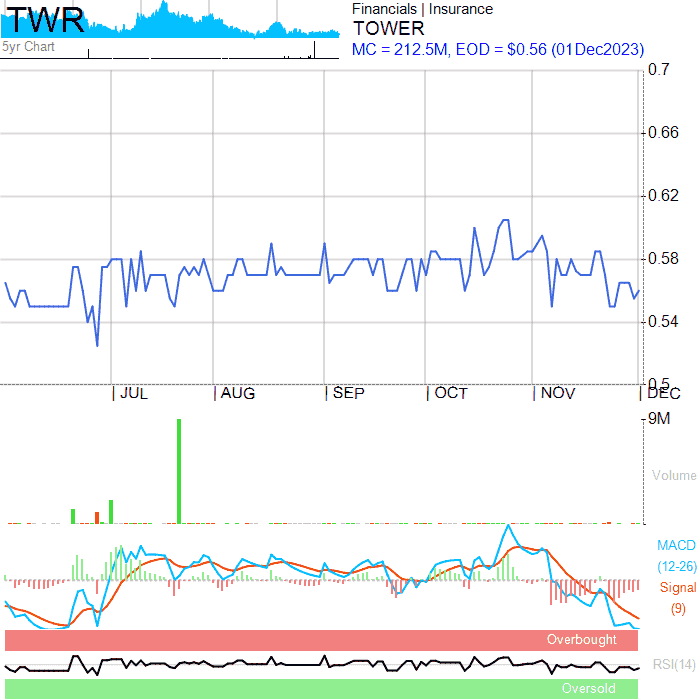 TWR
5yr Chart
Financials | Insurance
TOWER
MC = 212.5M, EOD = $0.56 (01Dec2023)
0.7
0.66
0.62
0.58
0.54
0.5
JUL AUG SEP OCT NOV DEC
9M
Volume
MACD
(12-26)
Signal
(9)
Overbought
RSI(14)
Oversold